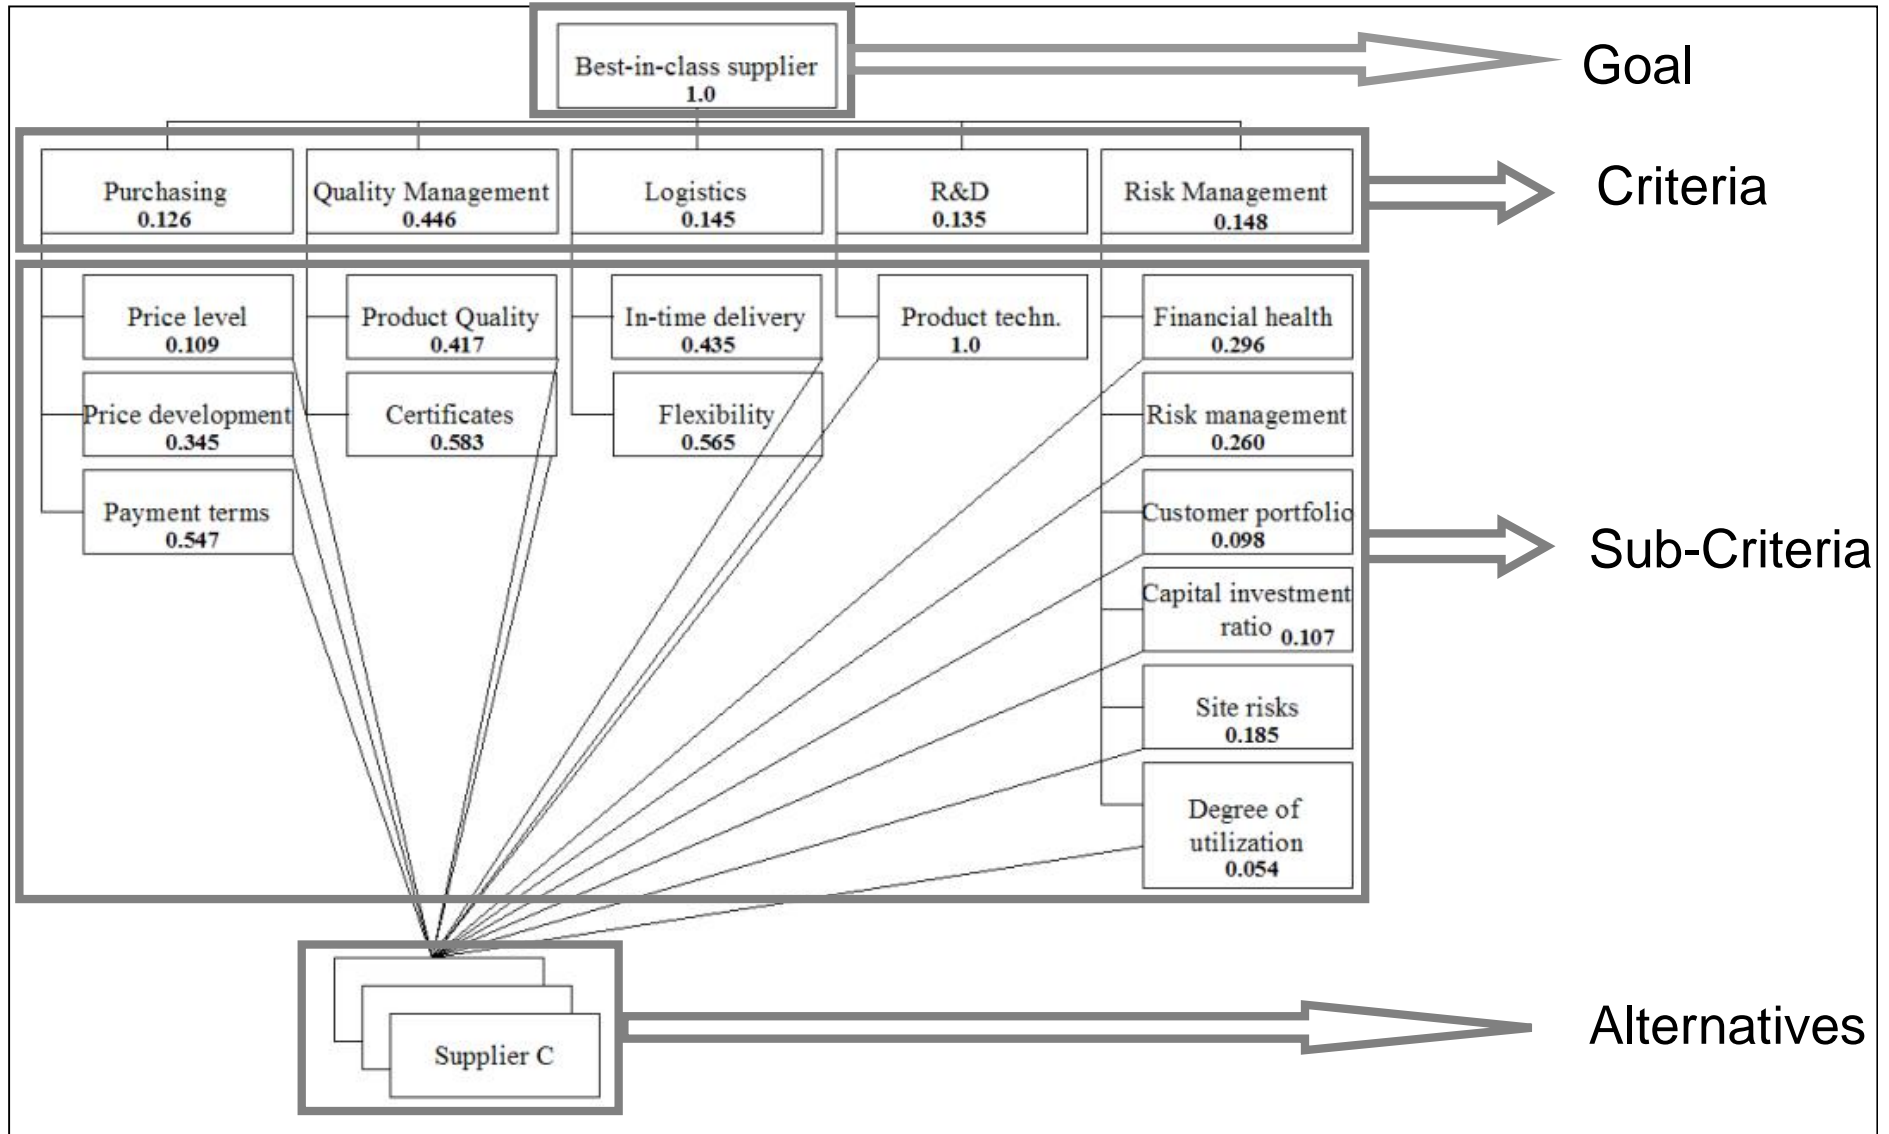 Best-in-class supplier
1.0
Goal
Purchasing
0.126
Quality Management
0.446
Logistics
0.145
R&D
0.135
Risk Management
0.148
Criteria
Price level
0.109
Price development
0.345
Payment terms
0.547
Product Quality
0.417
Certificates
0.583
In-time delivery
0.435
Flexibility
0.565
Product techn.
1.0
Financial health
0.296
Risk management
0.260
Customer portfolio
0.098
Capital investment
ratio 0.107
Site risks
0.185
Degree of
utilization
0.054
Sub-Criteria
Supplier C
Alternatives